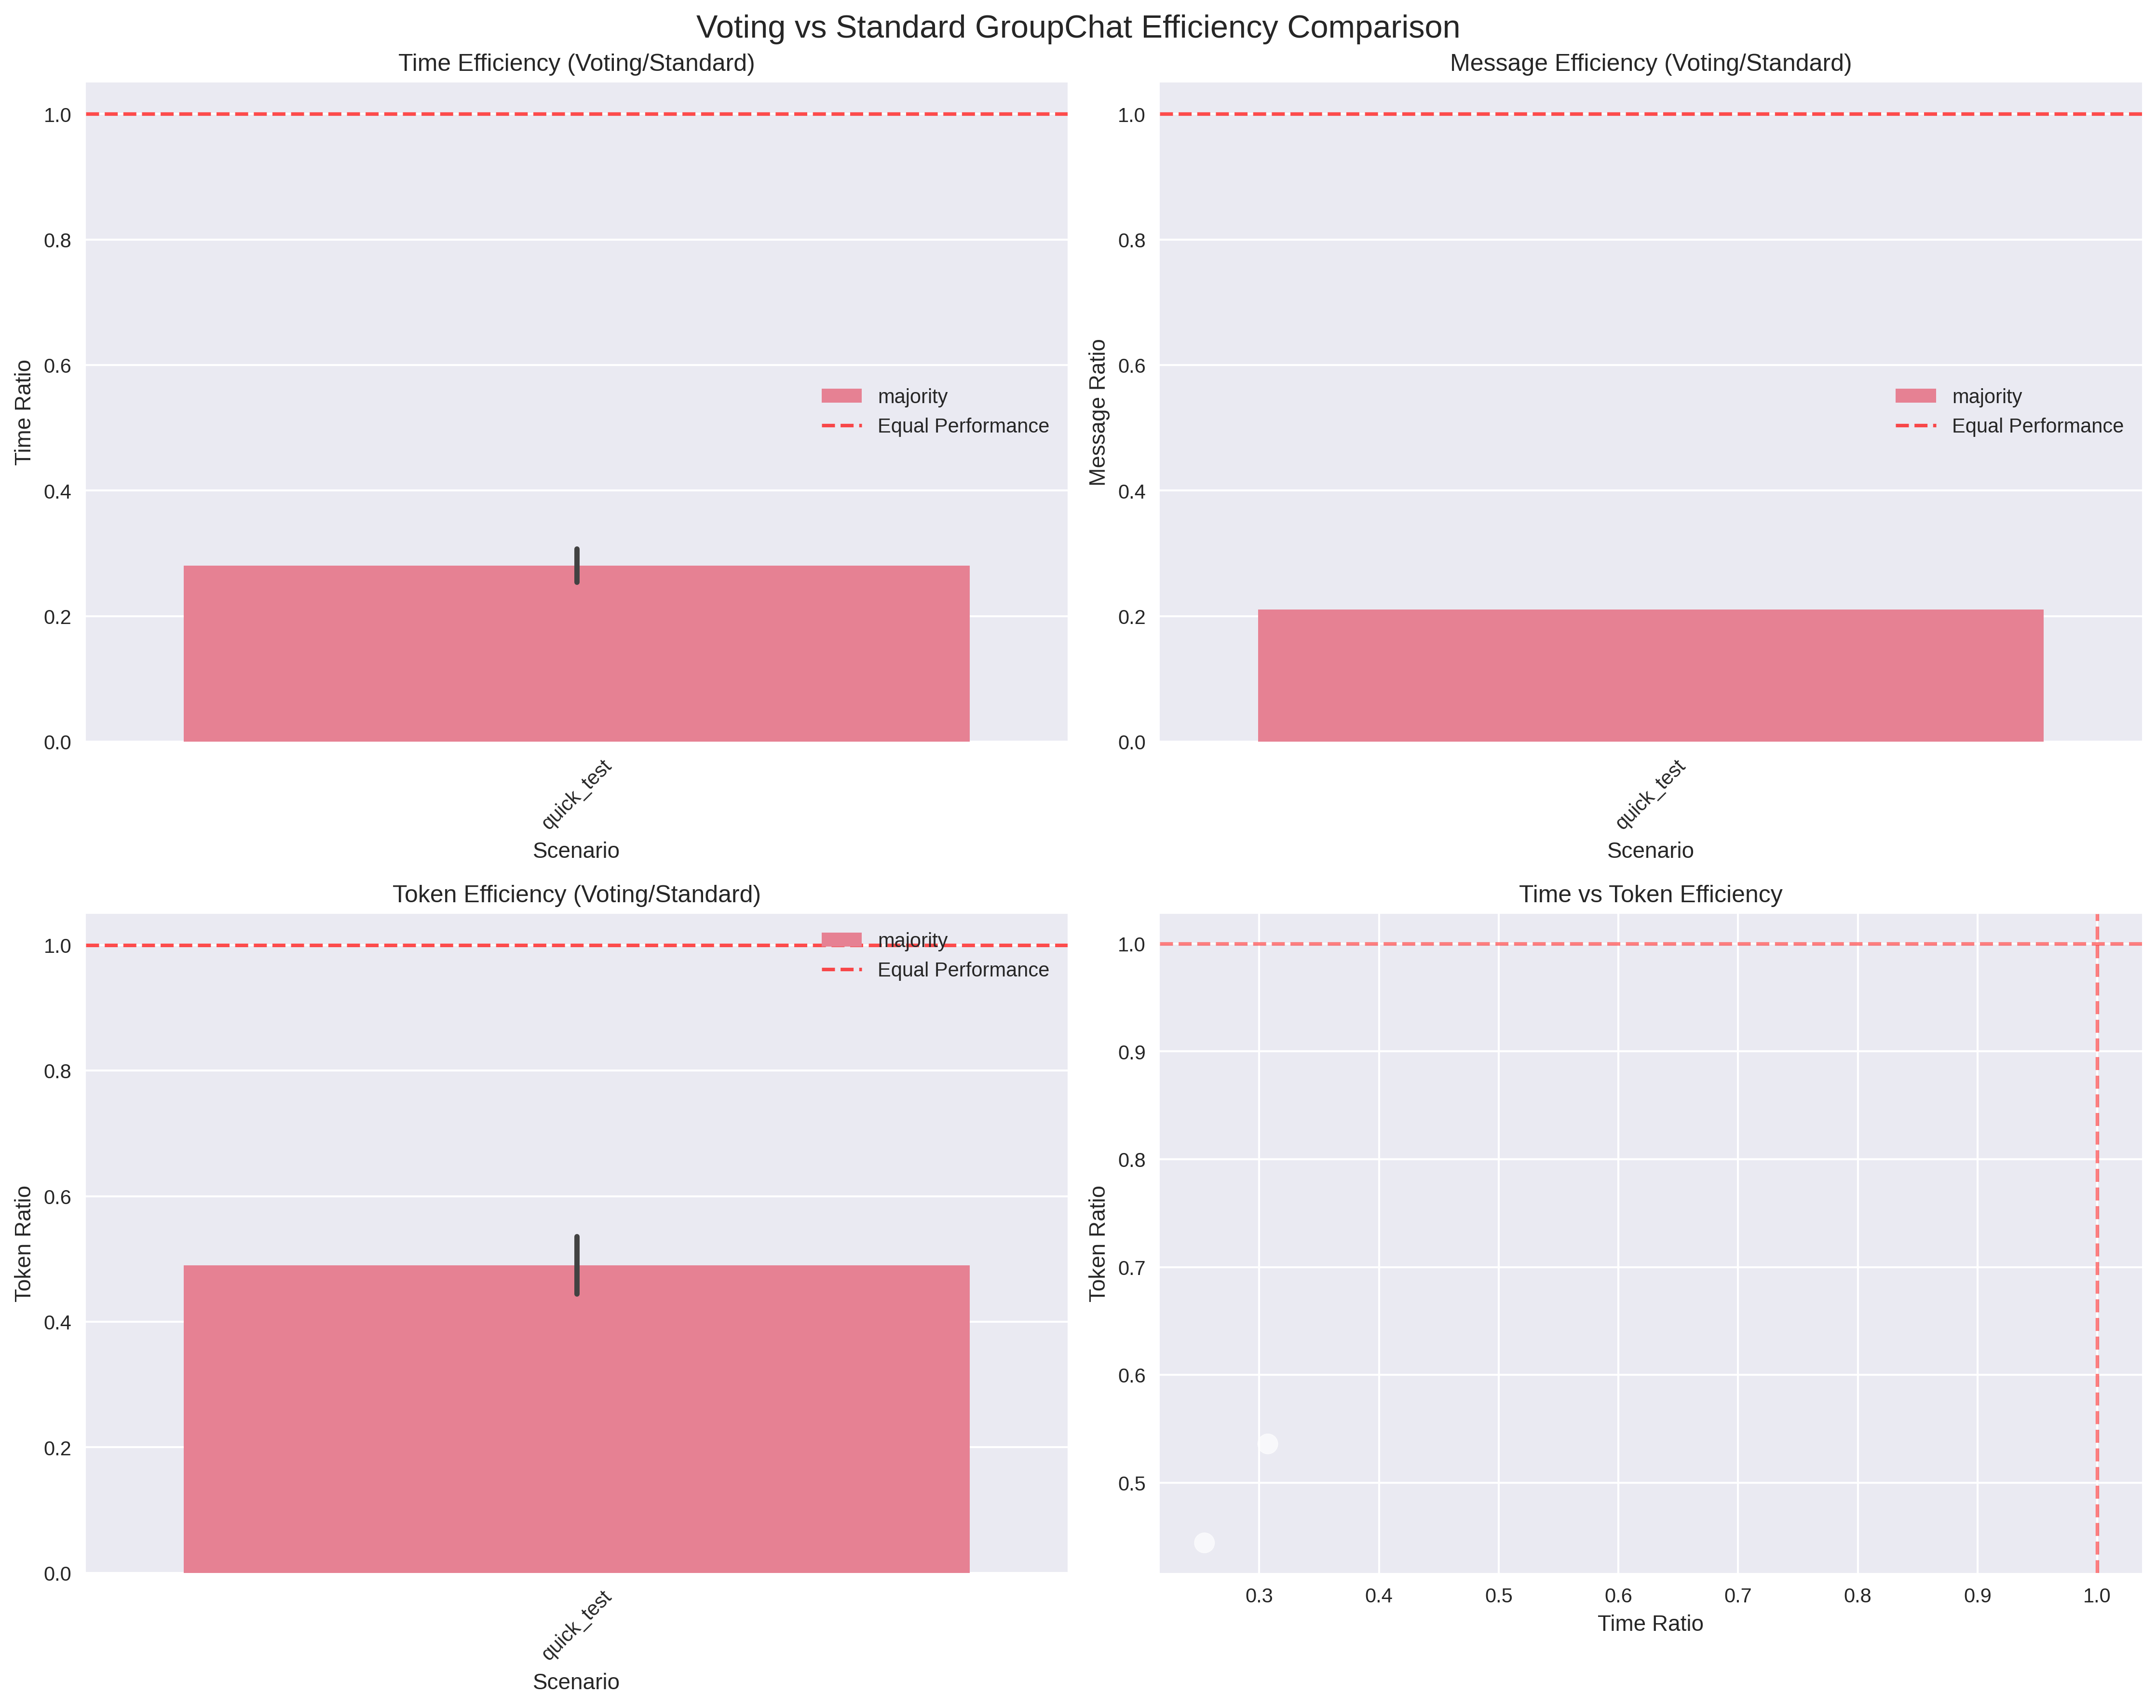 Voting vs Standard GroupChat Efficiency Comparison
Time Efficiency (Voting/Standard)
Time Ratio
1.0
0.8
0.6
0.4
0.2
0.0
majority
Equal Performance
quick_test
Scenario
Message Efficiency (Voting/Standard)
Message Ratio
1.0
0.8
0.6
0.4
0.2
0.0
majority
Equal Performance
quick_test
Scenario
Token Efficiency (Voting/Standard)
Token Ratio
1.0
0.8
0.6
0.4
0.2
0.0
majority
Equal Performance
quick_test
Scenario
Time vs Token Efficiency
Token Ratio
1.0
0.9
0.8
0.7
0.6
0.5
0.3 0.4 0.5 0.6 0.7 0.8 0.9 1.0
Time Ratio